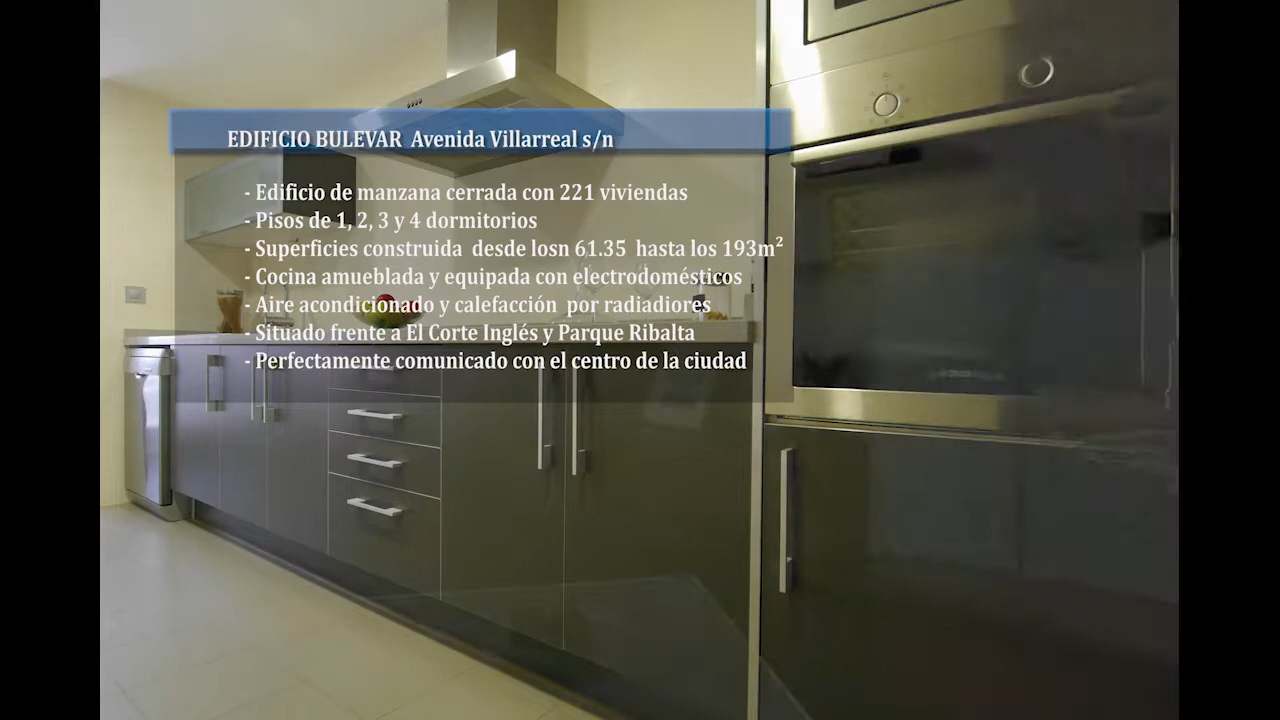 EDIFICIO BULEVAR Avenida Villarreal s/n
- Edificio de manzana cerrada con 221 viviendas
- Pisos de 1, 2, 3 y 4 dormitorios
- Superficies construida desde losn 61.35 hasta los 193m²
- Cocina amueblada y equipada con electrodomésticos
- Aire acondicionado y calefacción por radiadiores
- Situado frente a El Corte Inglés y Parque Ribalta
- Perfectamente comunicado con el centro de la ciudad